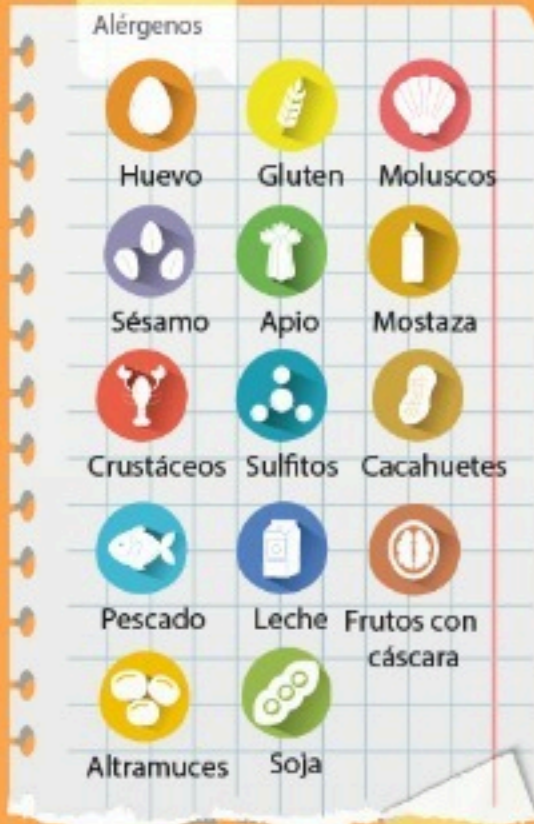 Alérgenos
Huevo Gluten Moluscos
Sésamo Apio Mostaza
Crustáceos Sulfitos Cacahuetes
Pescado Leche Frutos con
cáscara
Altramuces Soja